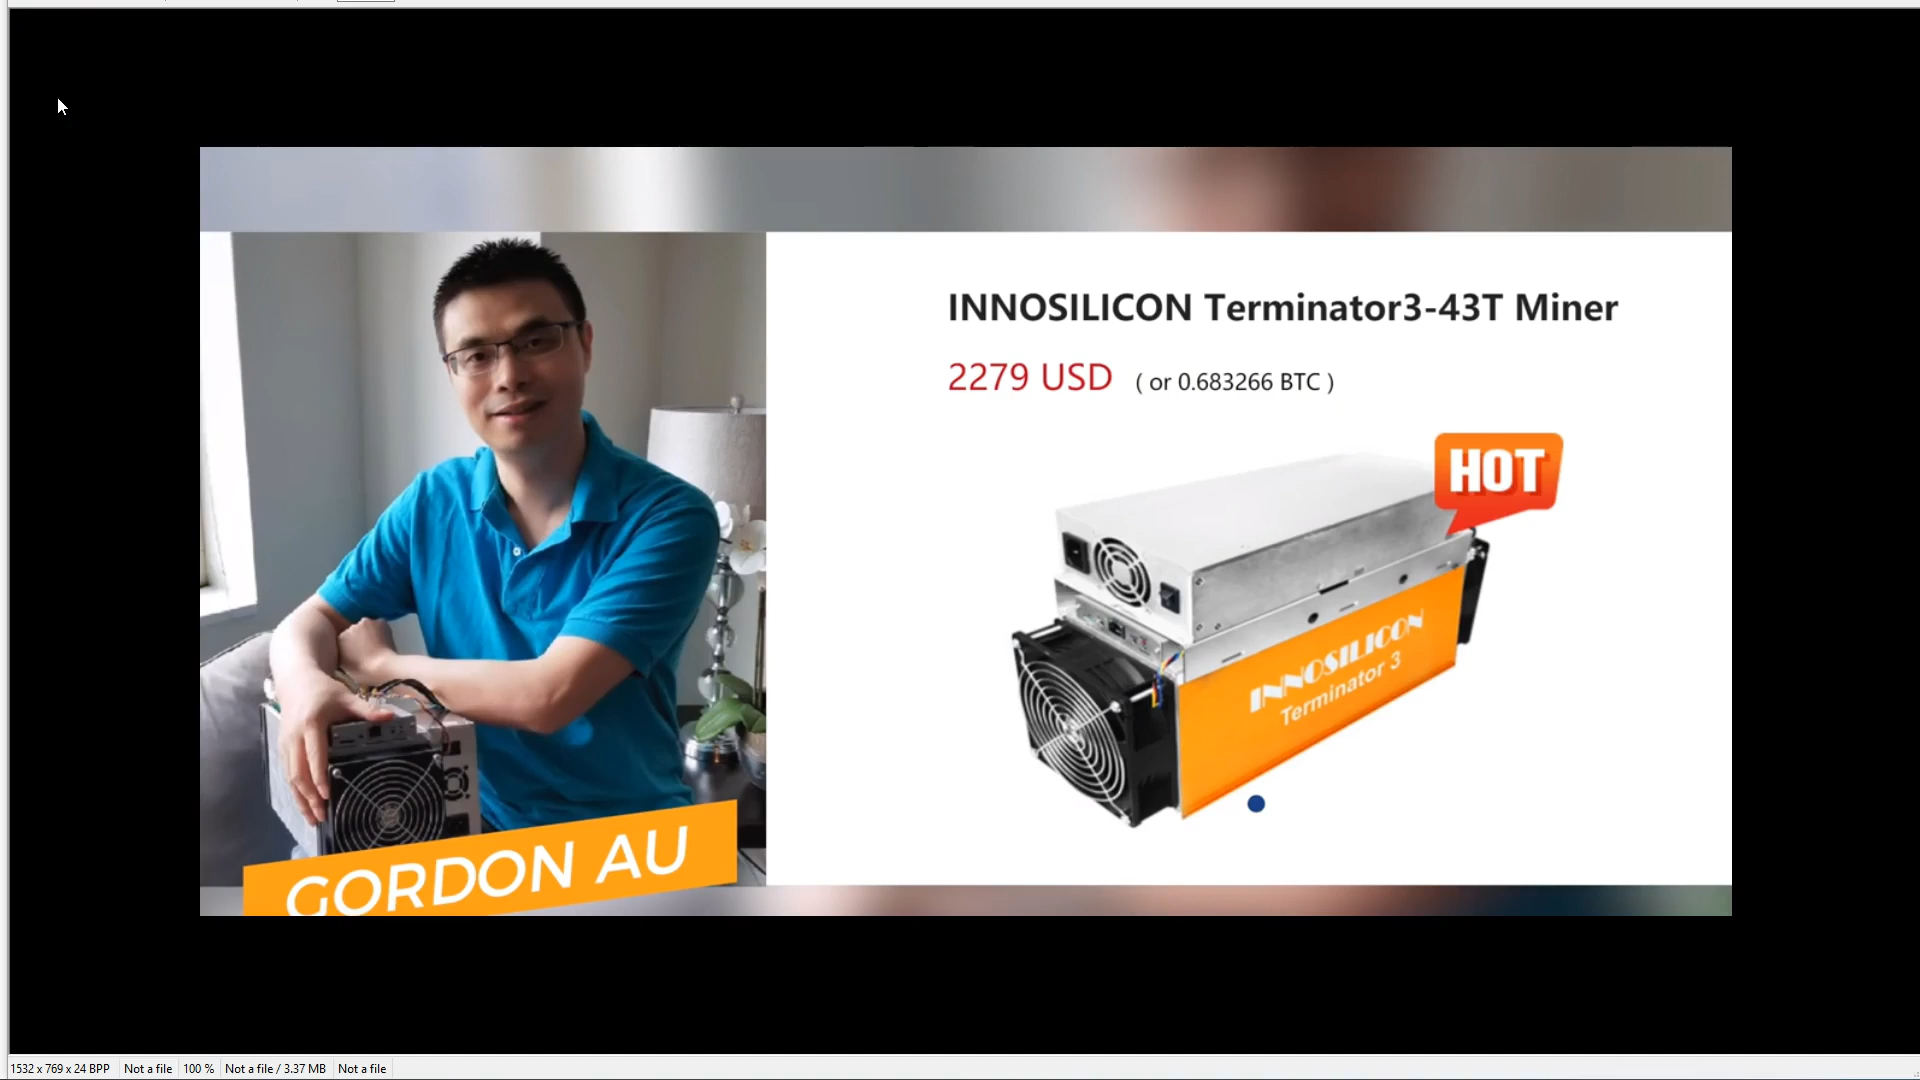 INNOSILICON Terminator3-43T Miner
2279 USD ( or 0.683266 BTC )
HOT
INNOSILICON
Terminator 3
GORDON AU
1532 x 769 x 24 BPP Not a file 100 % Not a file / 3.37 MB Not a file